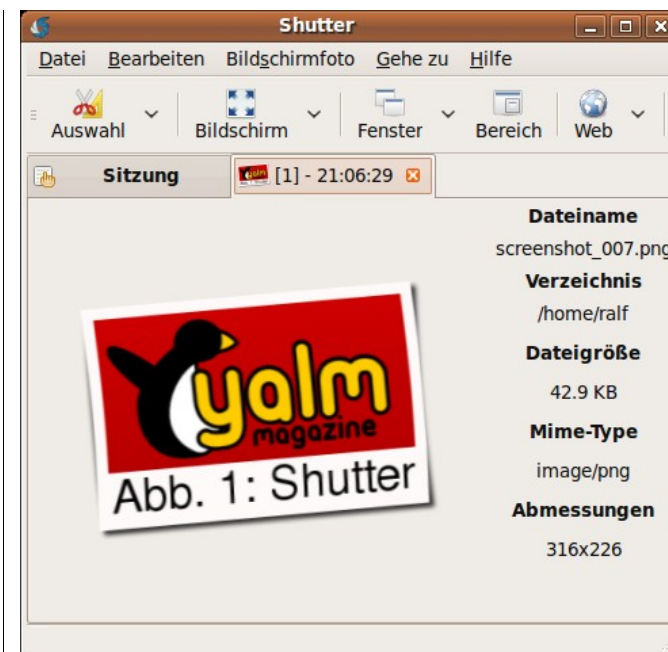 Shutter
Datei Bearbeiten Bildschirmfoto Gehe zu Hilfe
Auswahl Bildschirm Fenster Bereich Web
Sitzung [1] - 21:06:29
Dateiname
screenshot_007.png
Verzeichnis
/home/ralf
Dateigröße
42.9 KB
Mime-Type
image/png
Abmessungen
316x226
yalm
magazine
Abb. 1: Shutter